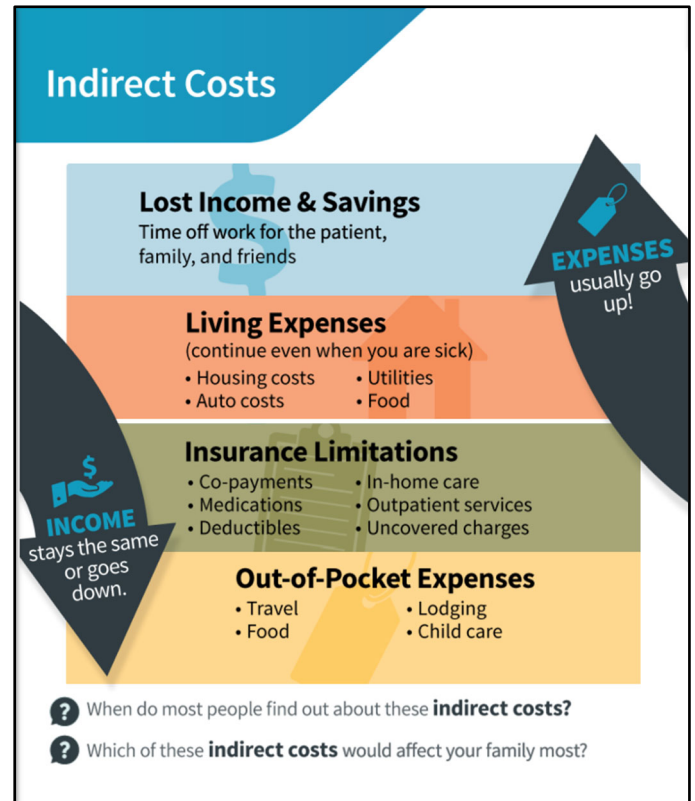 Indirect Costs
Lost Income & Savings
Time off work for the patient,
family, and friends
EXPENSES
usually go
up!
Living Expenses
(continue even when you are sick)
• Housing costs • Utilities
• Auto costs • Food
Insurance Limitations
• Co-payments • In-home care
• Medications • Outpatient services
• Deductibles • Uncovered charges
$
INCOME
stays the same
or goes
down.
Out-of-Pocket Expenses
• Travel • Lodging
• Food • Child care
? When do most people find out about these indirect costs?
? Which of these indirect costs would affect your family most?